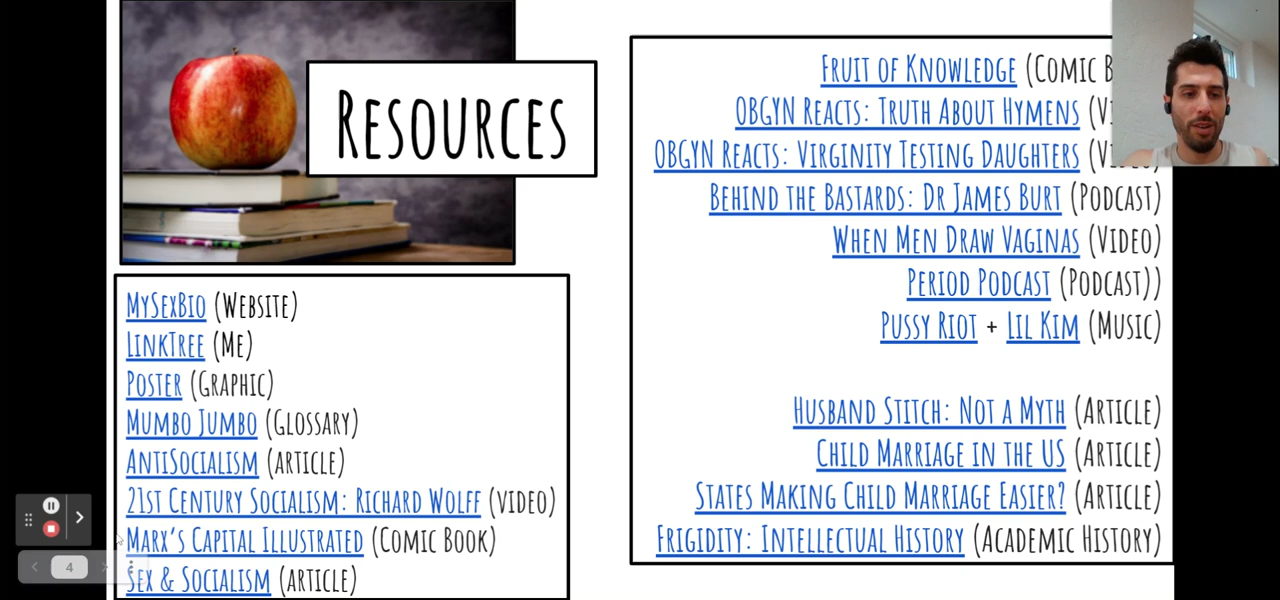 Resources
MySexBio (Website)
LinkTree (Me)
Poster (Graphic)
Mumbo Jumbo (Glossary)
AntiSocialism (article)
21st Century Socialism: Richard Wolff (video)
Marx's Capital Illustrated (Comic Book)
Sex & Socialism (article)
Fruit of Knowledge (Comic
OBGYN Reacts: Truth About Hymens
OBGYN Reacts: Virginity Testing Daughters
Behind the Bastards: Dr James Burt (Podcast)
When Men Draw Vaginas (Video)
Period Podcast (Podcast))
Pussy Riot + Lil Kim (Music)
Husband Stitch: Not a Myth (Article)
Child Marriage in the US (Article)
States Making Child Marriage Easier? (Article)
Frigidity: Intellectual History (Academic History)
4